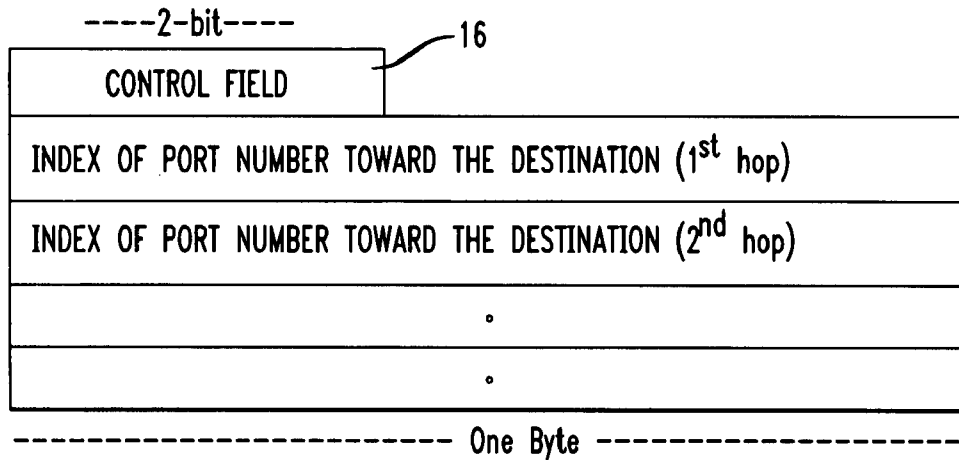 ----2-bit----
16
CONTROL FIELD
INDEX OF PORT NUMBER TOWARD THE DESTINATION (1st hop)
INDEX OF PORT NUMBER TOWARD THE DESTINATION (2nd hop)
------------------------ One Byte --------------------